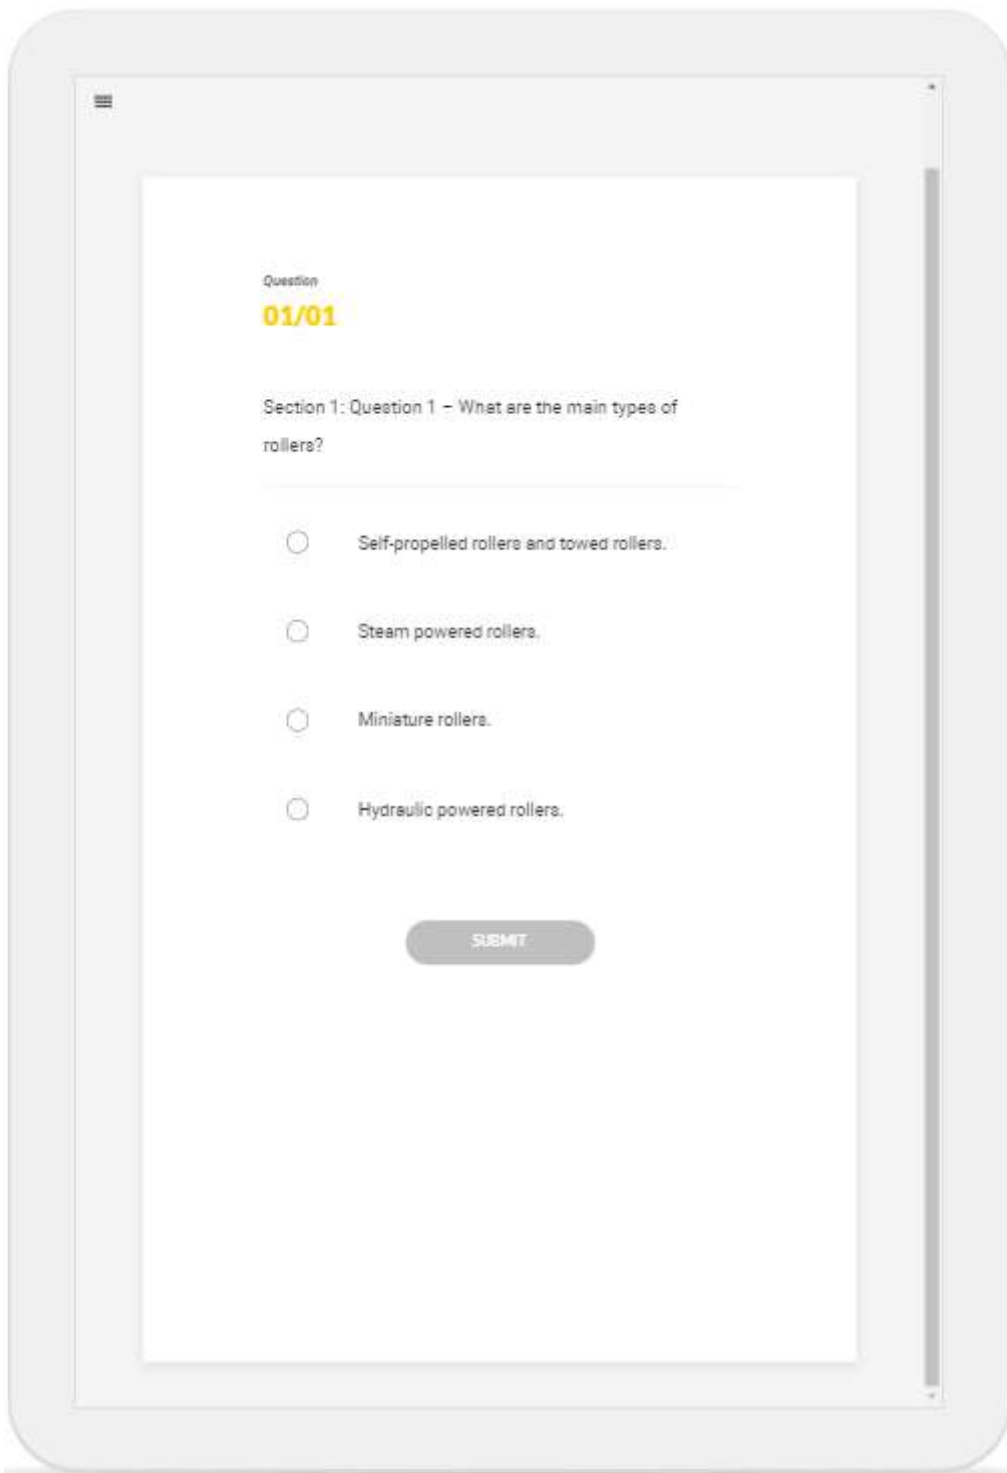 Question
01/01
Section 1: Question 1 – What are the main types of
rollers?
Self-propelled rollers and towed rollers.
Steam powered rollers.
Miniature rollers.
Hydraulic powered rollers.
SUBMIT